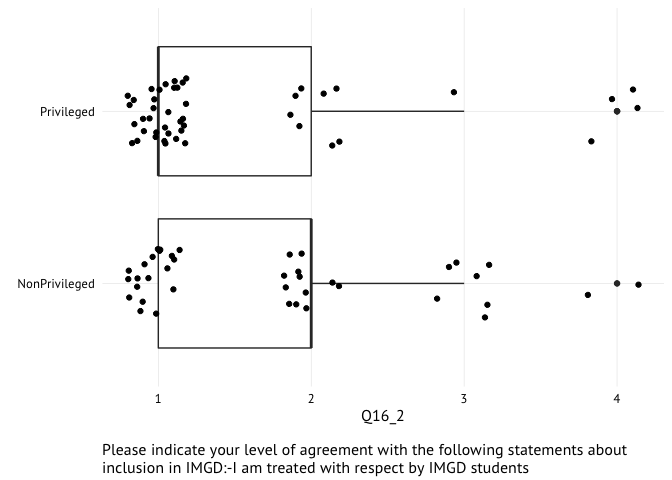 Privileged
NonPrivileged
1 2 3 4
Q16_2
Please indicate your level of agreement with the following statements about
inclusion in IMGD:-I am treated with respect by IMGD students